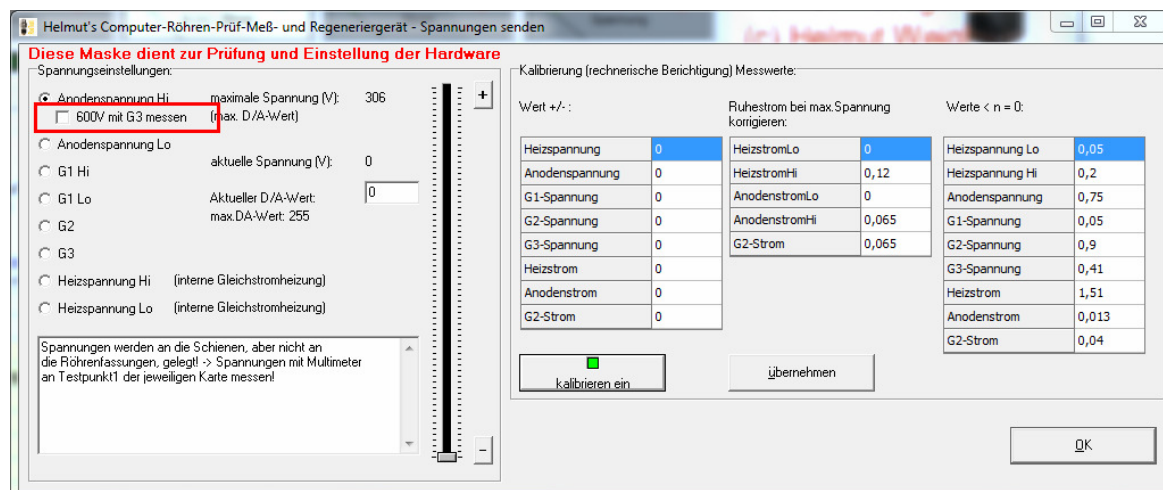 Helmut's Computer-Röhren-Prüf-Meß- und Regeneriergerät - Spannungen senden
Diese Maske dient zur Prüfung und Einstellung der Hardware
Spannungseinstellungen:
Anodenspannung Hi
maximale Spannung (V): 306
600V mit G3 messen
(max. D/A-Wert)
Anodenspannung Lo
G1 Hi
aktuelle Spannung (V): 0
G1 Lo
Aktueller D/A-Wert: 0
G2
max.DA-Wert: 255
G3
Heizspannung Hi (interne Gleichstromheizung)
Heizspannung Lo (interne Gleichstromheizung)
Spannungen werden an die Schienen, aber nicht an
die Röhrenfassungen, gelegt! -> Spannungen mit Multimeter
an Testpunkt1 der jeweiligen Karte messen!
+
-
Kalibrierung (rechnerische Berichtigung) Messwerte:
Wert +/- :
Heizspannung 0
Anodenspannung 0
G1-Spannung 0
G2-Spannung 0
G3-Spannung 0
Heizstrom 0
Anodenstrom 0
G2-Strom 0
kalibrieren ein
Ruhestrom bei max.Spannung
korrigieren:
HeizstromLo 0
HeizstromHi 0,12
AnodenstromLo 0
AnodenstromHi 0,065
G2-Strom 0,065
übernehmen
Werte < n = 0:
Heizspannung Lo 0,05
Heizspannung Hi 0,2
Anodenspannung 0,75
G1-Spannung 0,05
G2-Spannung 0,9
G3-Spannung 0,41
Heizstrom 1,51
Anodenstrom 0,013
G2-Strom 0,04
OK